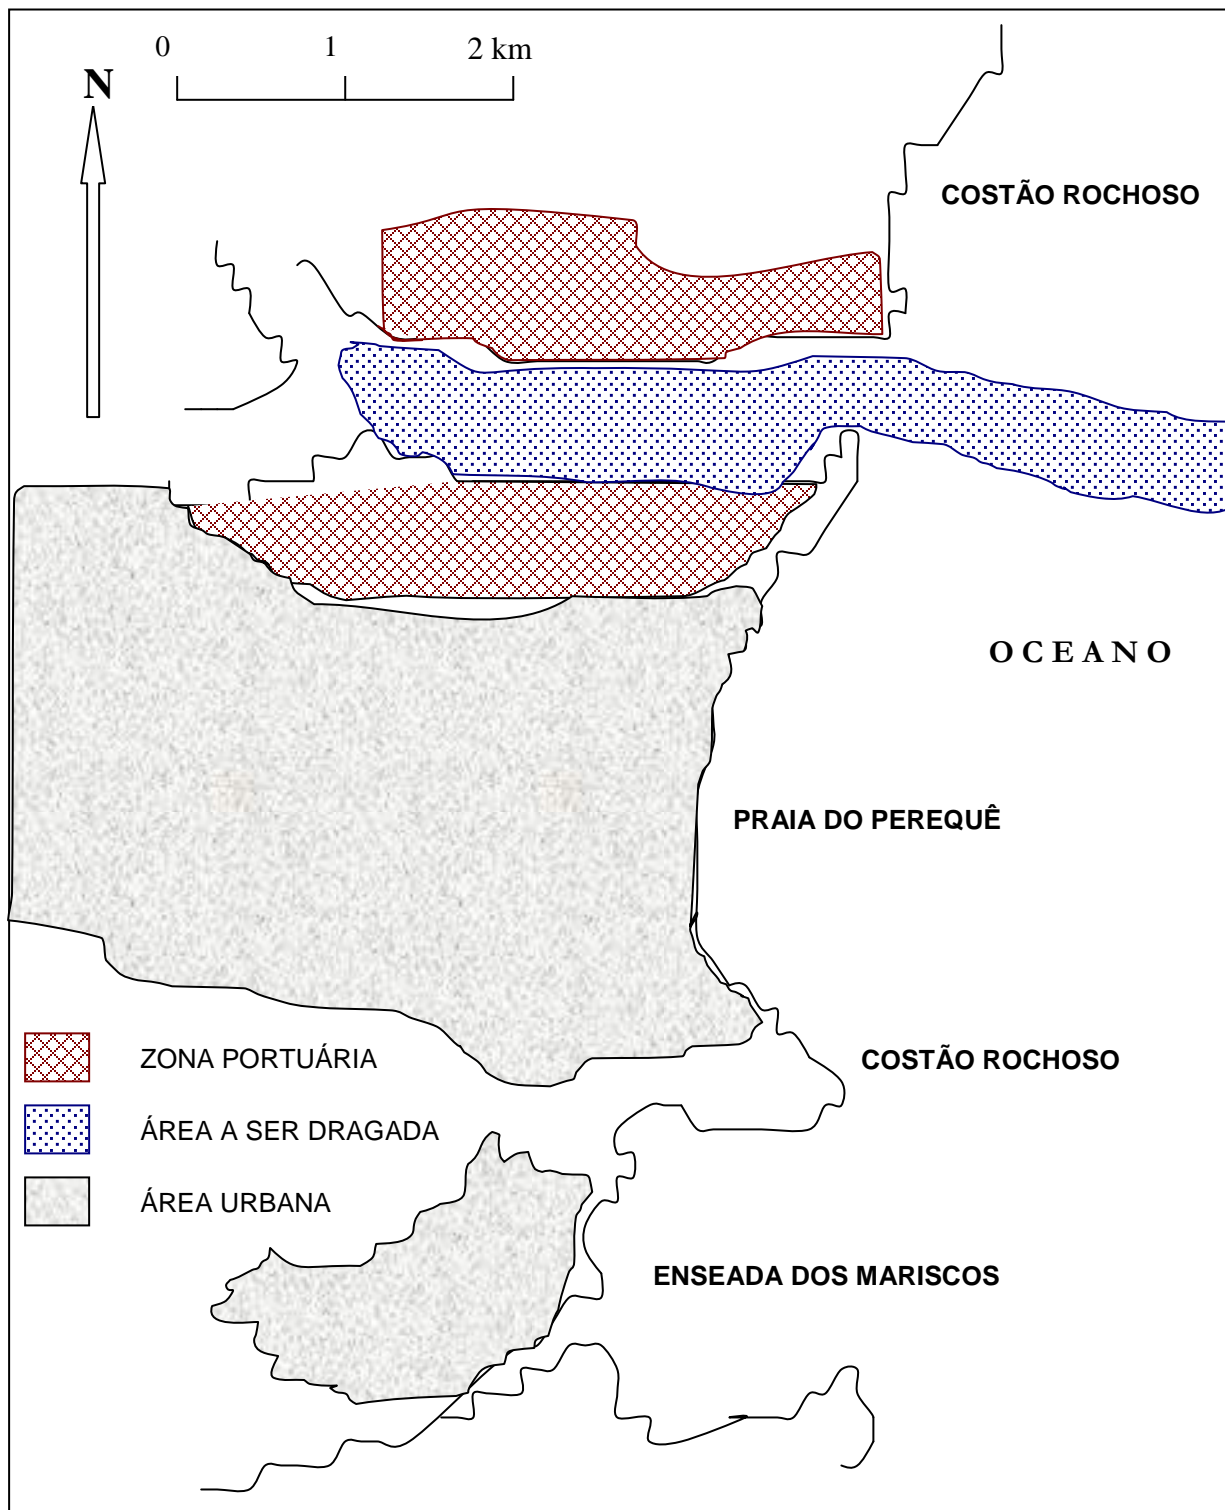 0 1 2 km
N
COSTÃO ROCHOSO
O C E A N O
PRAIA DO PEREQUÊ
ZONA PORTUÁRIA
COSTÃO ROCHOSO
ÁREA A SER DRAGADA
ÁREA URBANA
ENSEADA DOS MARISCOS